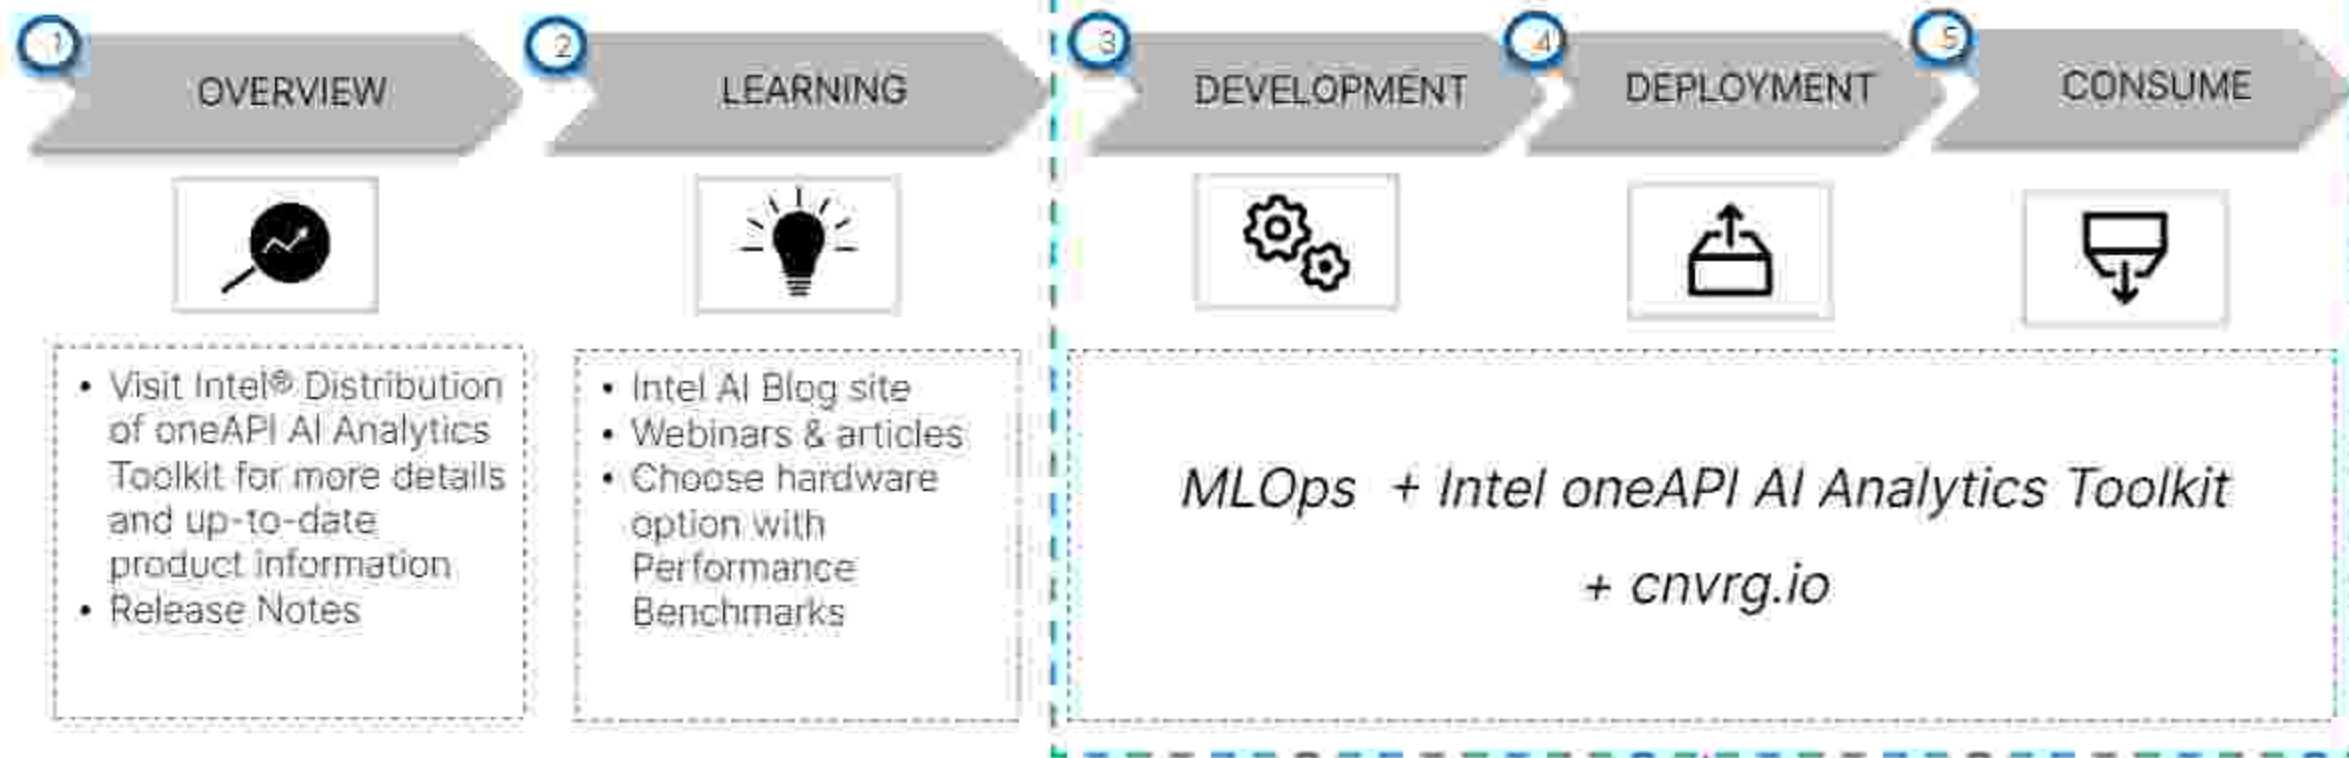 1
OVERVIEW
2
LEARNING
3
DEVELOPMENT
4
DEPLOYMENT
5
CONSUME
• Visit Intel® Distribution
of oneAPI AI Analytics
Toolkit for more details
and up-to-date
product information
• Release Notes
• Intel AI Blog site
• Webinars & articles
• Choose hardware
option with
Performance
Benchmarks
MLOps + Intel oneAPI AI Analytics Toolkit
+ cnvrg.io